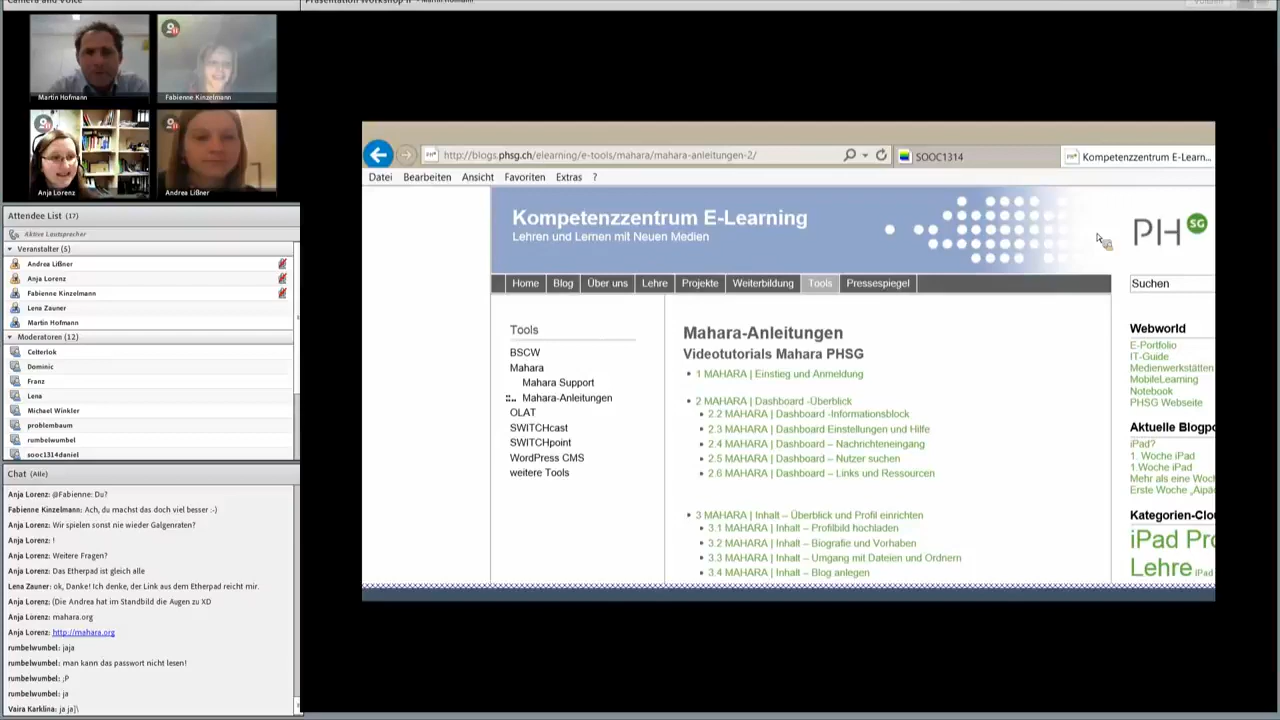 Camera and Voice
Präsentation Workshop II - Martin Hofmann
Martin Hofmann
Fabienne Kinzelmann
Anja Lorenz
Andrea Lißner
Attendee List (17)
Aktive Lautsprecher
Veranstalter (5)
Andrea Lißner
Anja Lorenz
Fabienne Kinzelmann
Lena Zauner
Martin Hofmann
Moderatoren (12)
Celterlok
Dominic
Franz
Lena
Michael Winkler
problembaum
rumbelwumbel
sooc1314daniel
Chat (Alle)
Anja Lorenz: @Fabienne: Du?
Fabienne Kinzelmann: Ach, du machst das doch viel besser :-)
Anja Lorenz: Wir spielen sonst nie wieder Galgenraten?
Anja Lorenz: !
Anja Lorenz: Weitere Fragen?
Anja Lorenz: Das Etherpad ist gleich alle
Lena Zauner: ok, Danke! Ich denke, der Link aus dem Etherpad reicht mir.
Anja Lorenz: (Die Andrea hat im Standbild die Augen zu XD
Anja Lorenz: mahara.org
Anja Lorenz: http://mahara.org
rumbelwumbel: jaja
rumbelwumbel: man kann das passwort nicht lesen!
rumbelwumbel: ;P
rumbelwumbel: ja
Vaira Karklina: ja ja]\
http://blogs.phsg.ch/elearning/e-tools/mahara/mahara-anleitungen-2/
SOOC1314
Kompetenzzentrum E-Learn...
Datei Bearbeiten Ansicht Favoriten Extras ?
Kompetenzzentrum E-Learning
Lehren und Lernen mit Neuen Medien
PH SG
Home Blog Über uns Lehre Projekte Weiterbildung Tools Pressespiegel
Suchen
Tools
BSCW
Mahara
Mahara Support
Mahara-Anleitungen
OLAT
SWITCHcast
SWITCHpoint
WordPress CMS
weitere Tools
Mahara-Anleitungen
Videotutorials Mahara PHSG
1 MAHARA | Einstieg und Anmeldung
2 MAHARA | Dashboard -Überblick
2.2 MAHARA | Dashboard -Informationsblock
2.3 MAHARA | Dashboard Einstellungen und Hilfe
2.4 MAHARA | Dashboard – Nachrichteneingang
2.5 MAHARA | Dashboard – Nutzer suchen
2.6 MAHARA | Dashboard – Links und Ressourcen
3 MAHARA | Inhalt – Überblick und Profil einrichten
3.1 MAHARA | Inhalt – Profilbild hochladen
3.2 MAHARA | Inhalt – Biografie und Vorhaben
3.3 MAHARA | Inhalt – Umgang mit Dateien und Ordnern
3.4 MAHARA | Inhalt – Blog anlegen
Webworld
E-Portfolio
IT-Guide
Medienwerkstätten
MobileLearning
Notebook
PHSG Webseite
Aktuelle Blogpo
iPad?
1. Woche iPad
1.Woche iPad
Mehr als eine Woch
Erste Woche „Aipä
Kategorien-Clou
iPad Pro
Lehre iPad